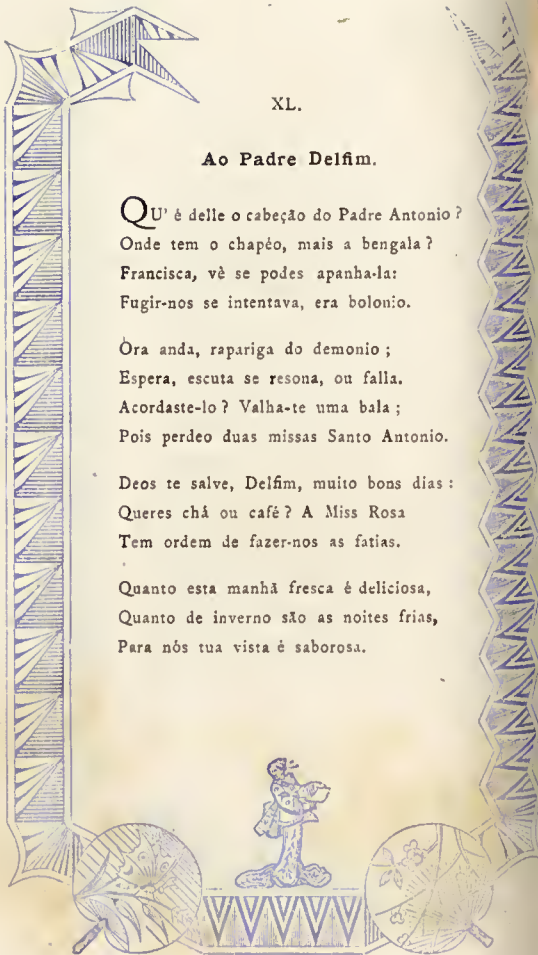 XL.
Ao Padre Delfim.
QU' é delle o cabeção do Padre Antonio?
Onde tem o chapéo, mais a bengala?
Francisca, vê se podes apanha-la:
Fugir-nos se intentava, era bolonio.
Óra anda, rapariga do demonio;
Espera, escuta se resona, ou falla.
Acordaste-lo? Valha-te uma bala;
Pois perdeo duas missas Santo Antonio.
Deos te salve, Delfim, muito bons dias:
Queres chá ou café? A Miss Rosa
Tem ordem de fazer-nos as fatias.
Quanto esta manhã fresca é deliciosa,
Quanto de inverno são as noites frias,
Para nós tua vista é saborosa.